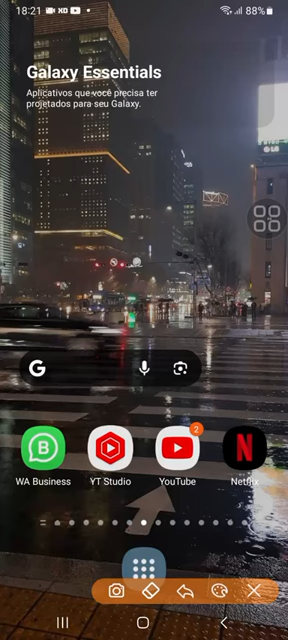 18:21 XD 88%
Galaxy Essentials
Aplicativos que você precisa ter
projetados para seu Galaxy.
G
B
2
N
WA Business YT Studio YouTube Netflix